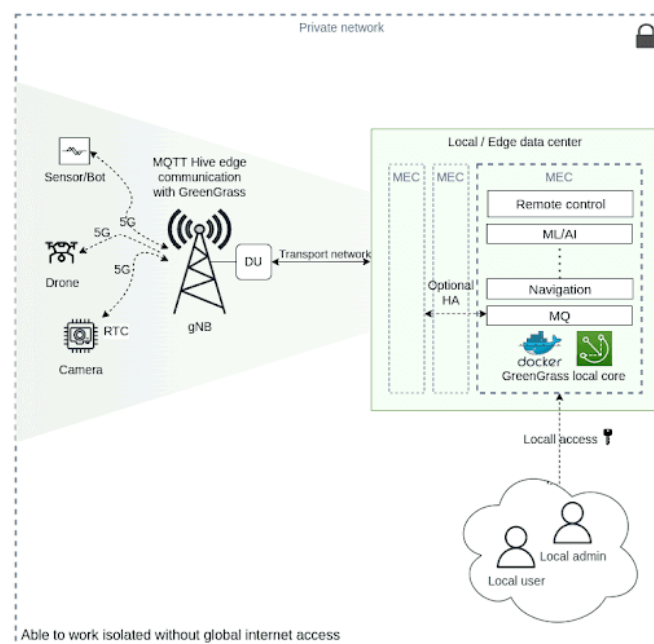 Private network
Sensor/Bot
MQTT Hive edge
communication
with GreenGrass
5G
5G
5G
Drone
RTC
Camera
gNB
DU
Transport network
Local / Edge data center
MEC
MEC
MEC
Remote control
ML/AI
Navigation
MQ
Optional
HA
docker
GreenGrass local core
Locall access
Local admin
Local user
Able to work isolated without global internet access